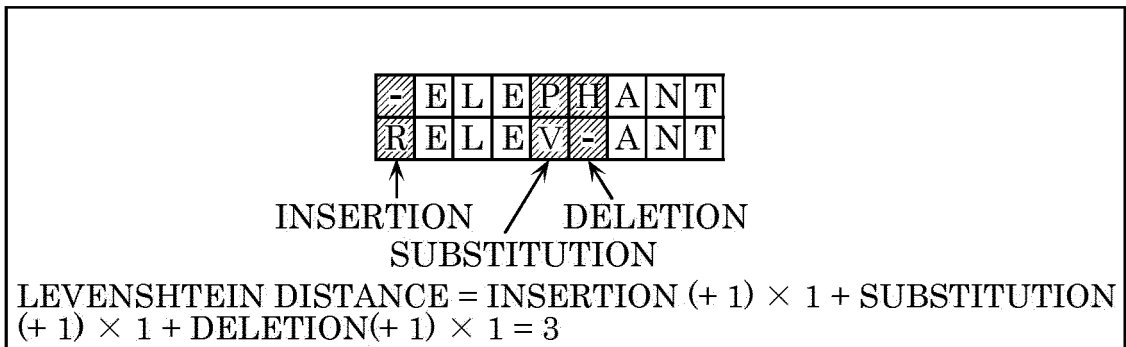 - E L E P H A N T
R E L E V - A N T
INSERTION DELETION
SUBSTITUTION
LEVENSHTEIN DISTANCE = INSERTION (+ 1) × 1 + SUBSTITUTION
(+ 1) × 1 + DELETION(+ 1) × 1 = 3